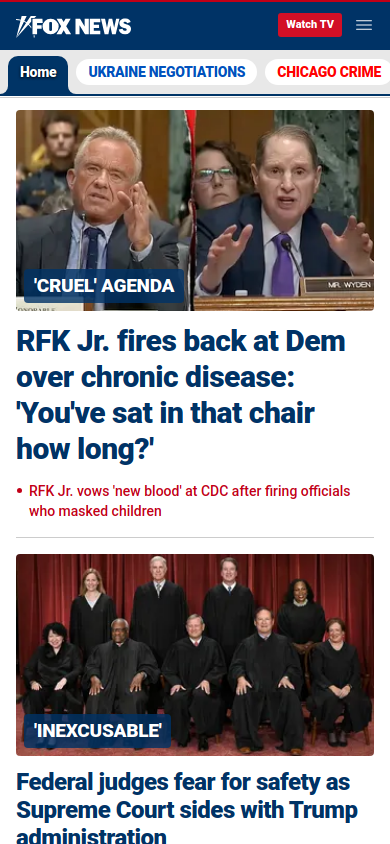 FOX NEWS
Watch TV
Home
UKRAINE NEGOTIATIONS
CHICAGO CRIME
MR. WYDEN
'CRUEL' AGENDA
RFK Jr. fires back at Dem
over chronic disease:
'You've sat in that chair
how long?'
RFK Jr. vows 'new blood' at CDC after firing officials
who masked children
'INEXCUSABLE'
Federal judges fear for safety as
Supreme Court sides with Trump
administration